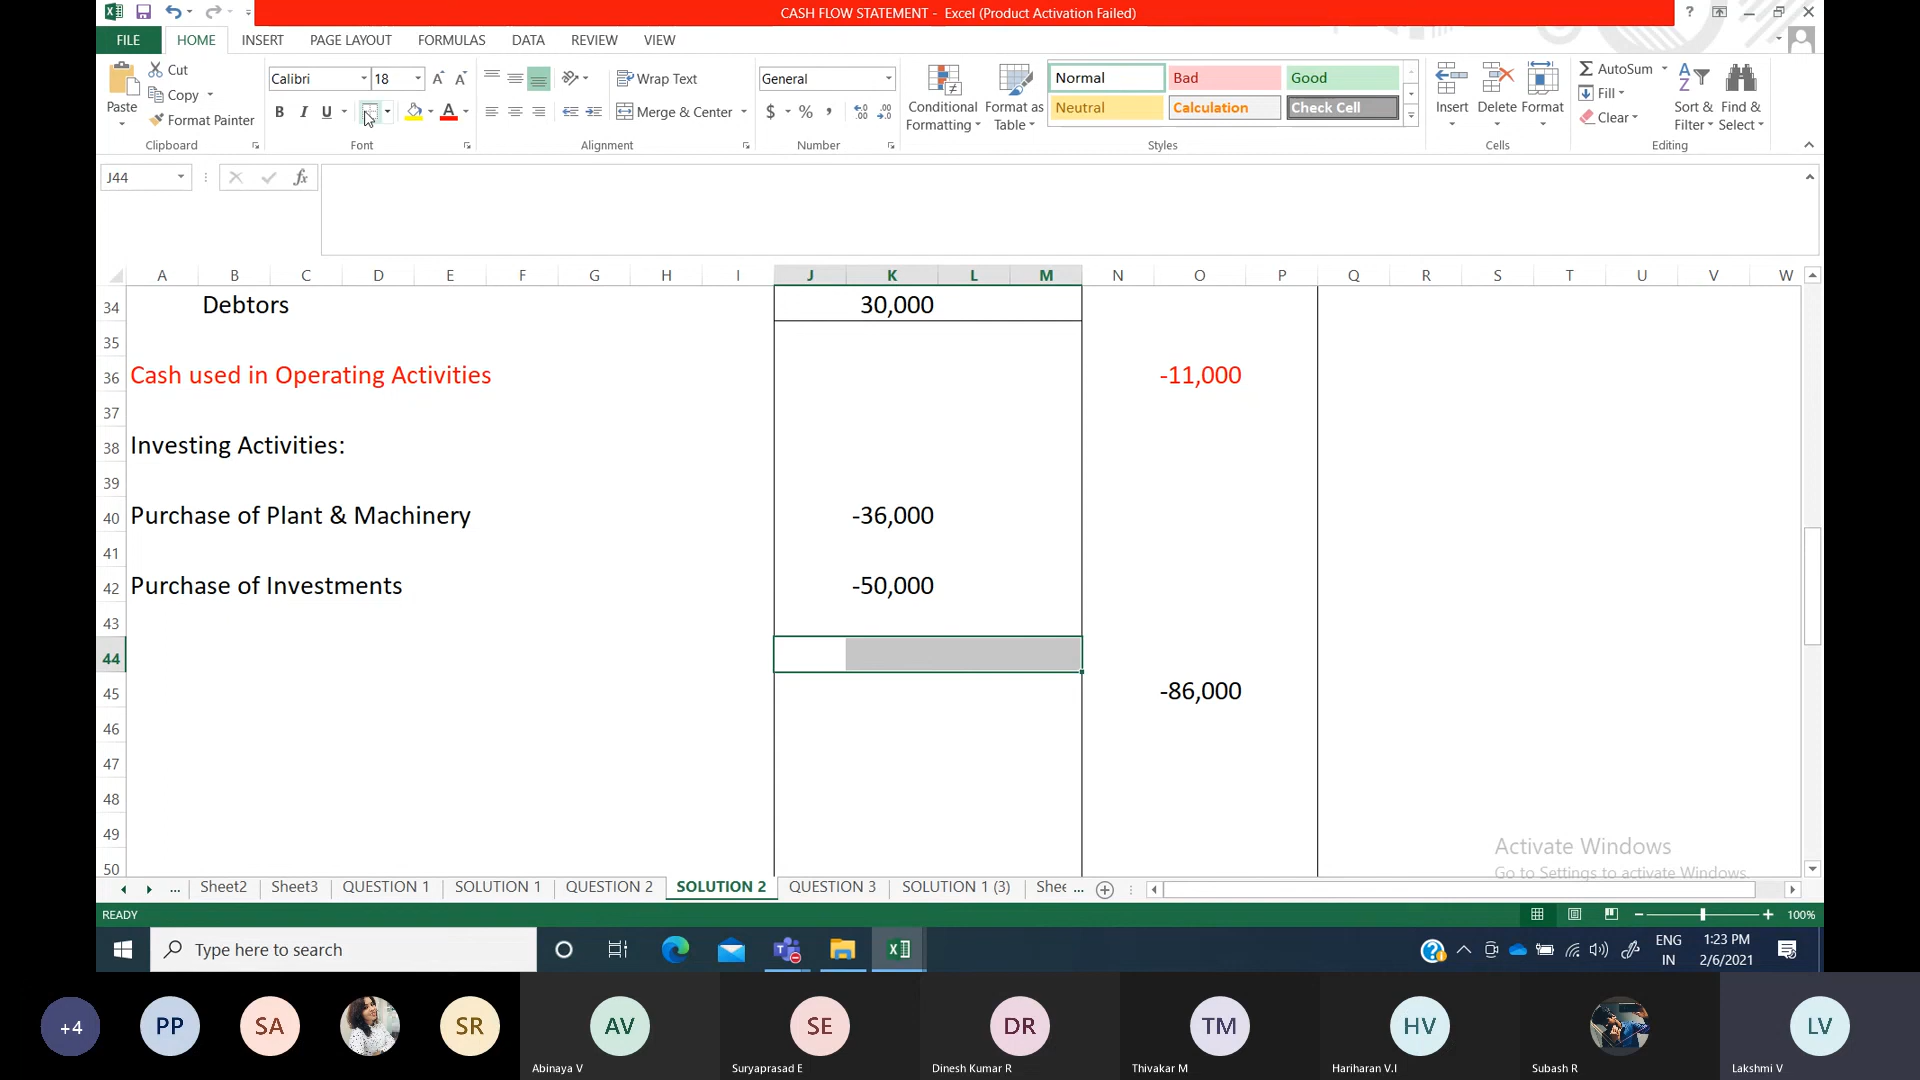 CASH FLOW STATEMENT - Excel (Product Activation Failed)
?
FILE HOME INSERT PAGE LAYOUT FORMULAS DATA REVIEW VIEW
Paste
Cut
Copy
Format Painter
Clipboard
Calibri 18
B I U
Font
Wrap Text
Merge & Center
Alignment
General
$ % ,
Number
Conditional Formatting
Format as Table
Normal Bad Good
Neutral Calculation Check Cell
Styles
Insert Delete Format
Cells
AutoSum
Fill
Clear
Sort & Filter
Find & Select
Editing
J44 fx
A B C D E F G H I J K L M N O P Q R S T U V W
34 Debtors 30,000
35
36 Cash used in Operating Activities -11,000
37
38 Investing Activities:
39
40 Purchase of Plant & Machinery -36,000
41
42 Purchase of Investments -50,000
43
44
45 -86,000
46
47
48
49
50
Activate Windows
Go to Settings to activate Windows.
... Sheet2 Sheet3 QUESTION 1 SOLUTION 1 QUESTION 2 SOLUTION 2 QUESTION 3 SOLUTION 1 (3) Shee ...
READY 100%
Type here to search
ENG
IN
1:23 PM
2/6/2021
+4 PP SA SR AV SE DR TM HV LV
Abinaya V Suryaprasad E Dinesh Kumar R Thivakar M Hariharan V.I Subash R Lakshmi V